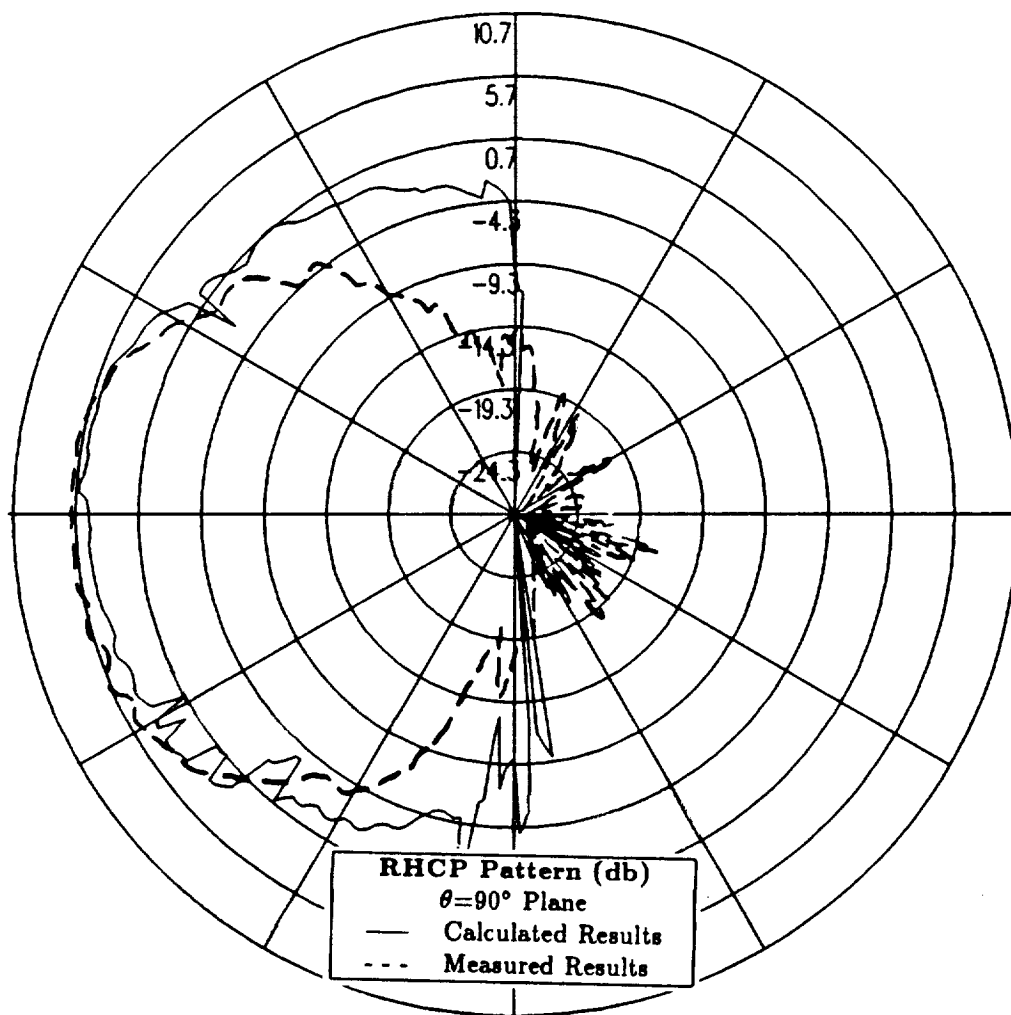 10.7
5.7
0.7
-4.3
-9.3
-14.3
-19.3
-24.3
RHCP Pattern (db)
θ=90° Plane
—— Calculated Results
--- Measured Results